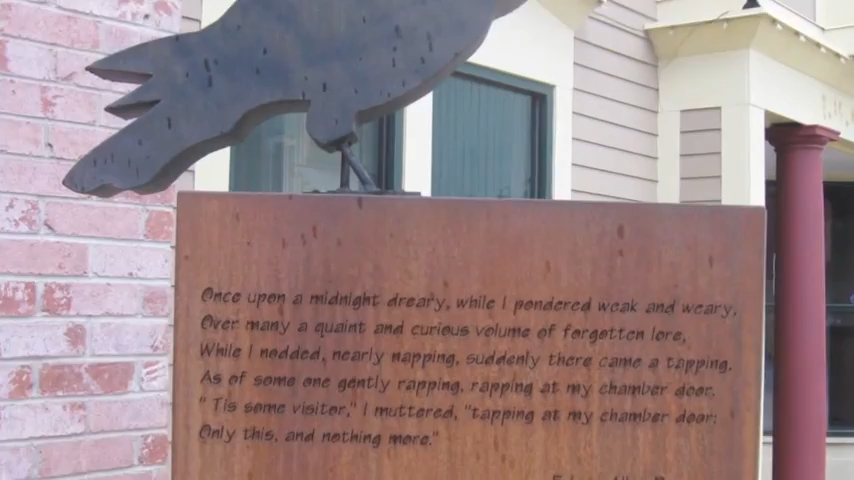 Once upon a midnight dreary, while I pondered weak and weary,
Over many a quaint and curious volume of forgotten lore,
While I nodded, nearly napping, suddenly there came a tapping,
As of some one gently rapping, rapping at my chamber door.
"Tis some visitor," I muttered, "tapping at my chamber door:
Only this, and nothing more."